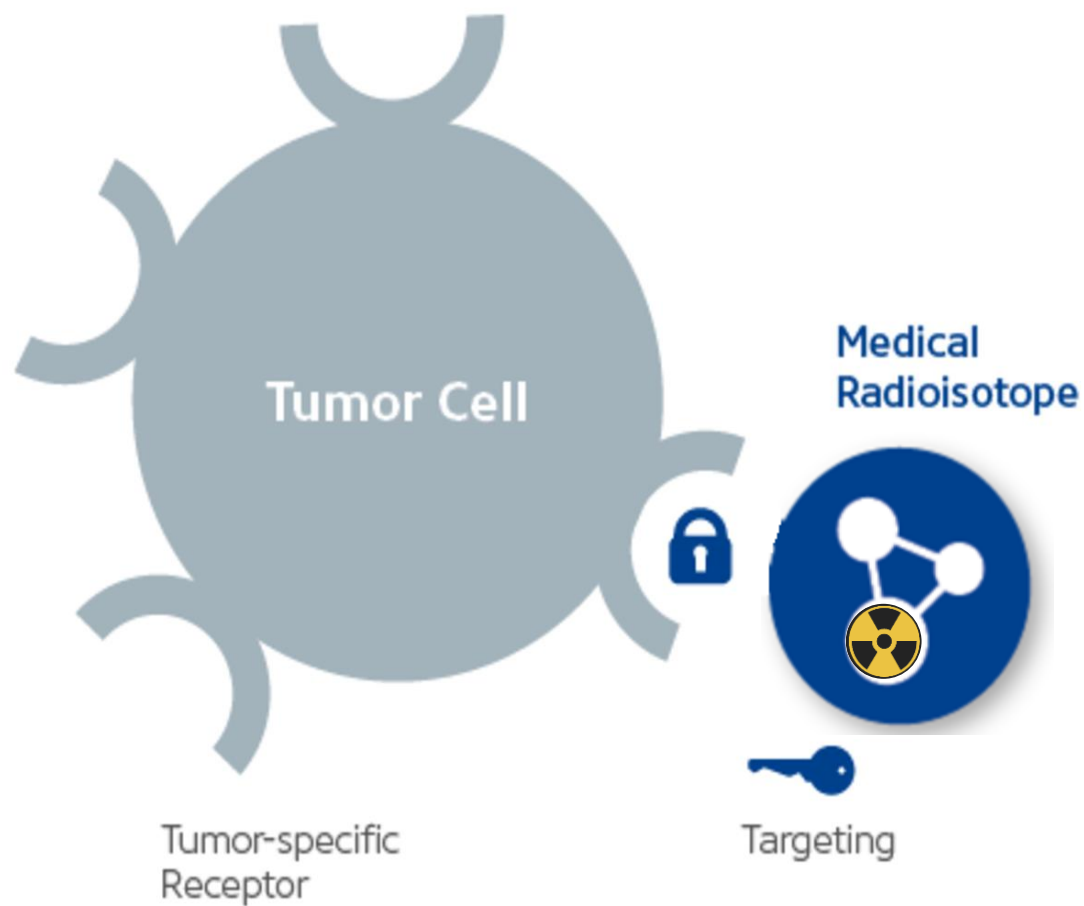 Tumor Cell
Medical
Radioisotope
Tumor-specific
Receptor
Targeting